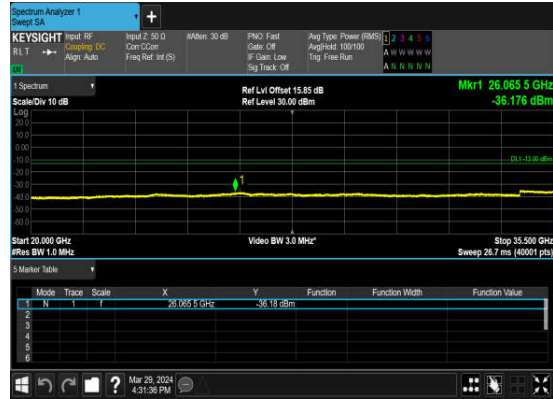 Spectrum Analyzer 1
Swept SA
+
KEYSIGHT Input: RF Input Z: 50 Ω #Atten: 30 dB PNO: Fast Avg Type: Power (RMS) 1 2 3 4 5 6
RLT Coupling: DC Corr CCorr Gate: Off Avg|Hold: 100/100 A W W W W W
Align: Auto Freq Ref: Int (S) IF Gain: Low Trig: Free Run A N N N N N
Sig Track: Off
1 Spectrum Ref Lvl Offset 15.85 dB Mkr1 26.065 5 GHz
Scale/Div 10 dB Ref Level 30.00 dBm -36.176 dBm
Log
20.0
10.0
0.00
-10.0 DL1 -13.00 dBm
-20.0
-30.0 1
-40.0
-50.0
-60.0
Start 20.000 GHz Video BW 3.0 MHz* Stop 35.500 GHz
#Res BW 1.0 MHz Sweep 26.7 ms (40001 pts)
5 Marker Table
Mode Trace Scale X Y Function Function Width Function Value
1 N 1 f 26.065 5 GHz -36.18 dBm
2
3
4
5
6
? Mar 29, 2024
4:31:36 PM